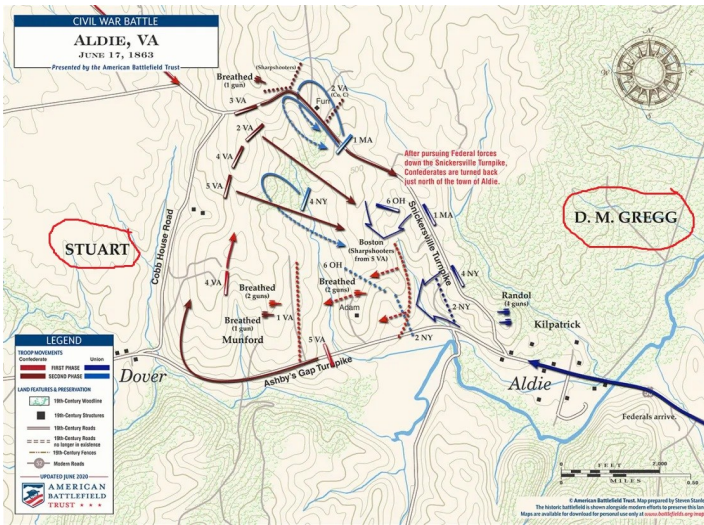 CIVIL WAR BATTLE
ALDIE, VA
JUNE 17, 1863
Presented by the American Battlefield Trust
(Sharpshooters)
Breathed
(1 gun)
2 VA
(Co. C)
Furr
3 VA
2 VA
1 MA
4 VA
After pursuing Federal forces
down the Snickersville Turnpike,
Confederates are turned back
just north of the town of Aldie.
5 VA
4 NY
6 OH
1 MA
Snickersville Turnpike
D. M. GREGG
STUART
Cobb House Road
Boston
(Sharpshooters
from 5 VA)
6 OH
4 NY
4 VA
Breathed
(2 guns)
Breathed
(2 guns)
2 NY
Randol
Adam
Breathed
(1 gun)
1 VA
Kilpatrick
Munford
5 VA
2 NY
Ashby's Gap Turnpike
Dover
Aldie
Federals arrive.
LEGEND
TROOP MOVEMENTS
Confederate
Union
FIRST PHASE
SECOND PHASE
LAND FEATURES & PRESERVATION
19th-Century Woodline
19th-Century Structures
19th-Century Roads
19th-Century Roads
no longer in existence
19th-Century Fences
Modern Roads
UPDATED JUNE 2020
AMERICAN
BATTLEFIELD
TRUST
FEET
MILES
0.50
© American Battlefield Trust. Map prepared by Steven Stanle
The historic battlefield is shown alongside modern efforts to preserve this lan
Maps are available for download for personal use only at www.battlefields.org/map